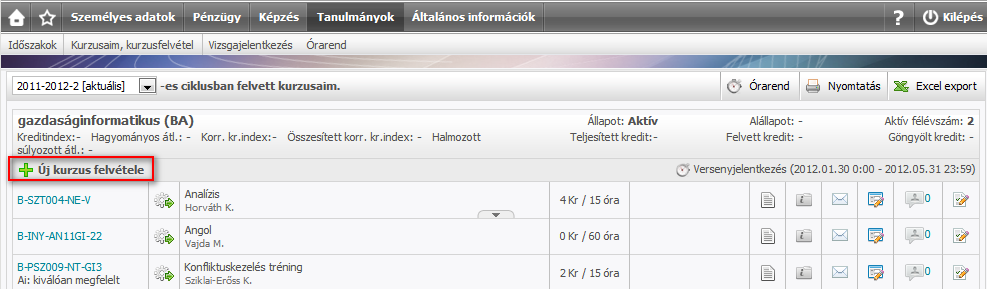 Személyes adatok Pénzügy Képzés Tanulmányok Általános információk ? Kilépés
Időszakok Kurzusaim, kurzusfelvétel Vizsgajelentkezés Órarend
2011-2012-2 [aktuális] -es ciklusban felvett kurzusaim. Órarend Nyomtatás Excel export
gazdaságinformatikus (BA) Állapot: Aktív Alállapot: - Aktív félévszám: 2
Kreditindex:- Hagyományos átl.: - Korr. kr.index: - Összesített korr. kr.index: - Halmozott Teljesített kredit:- Felvett kredit: - Göngyölt kredit: -
súlyozott átl.: -
Új kurzus felvétele Versenyjelentkezés (2012.01.30 0:00 - 2012.05.31 23:59)
B-SZT004-NE-V Analízis 4 Kr / 15 óra
Horváth K.
B-INY-AN11GI-22 Angol 0 Kr / 60 óra 0
Vajda M.
B-PSZ009-NT-GI3 Konfliktuskezelés tréning 2 Kr / 15 óra 0
Ai: kiválóan megfelelt Sziklai-Erőss K.